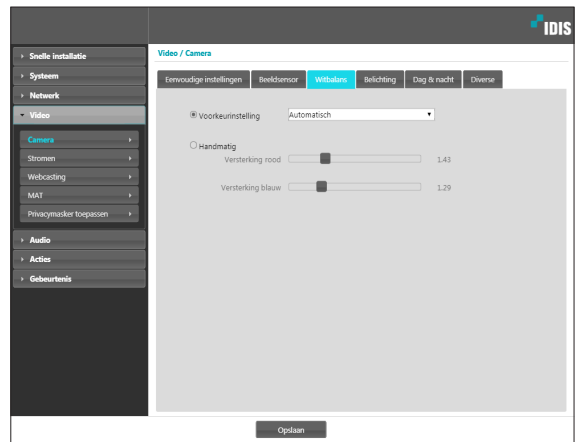 IDIS
Snelle installatie
Systeem
Netwerk
Video
Camera
Stromen
Webcasting
MAT
Privacymasker toepassen
Audio
Acties
Gebeurtenis
Video / Camera
Eenvoudige instellingen Beeldsensor Witbalans Belichting Dag & nacht Diverse
Voorkeurinstelling Automatisch
Handmatig
Versterking rood 1.43
Versterking blauw 1.29
Opslaan